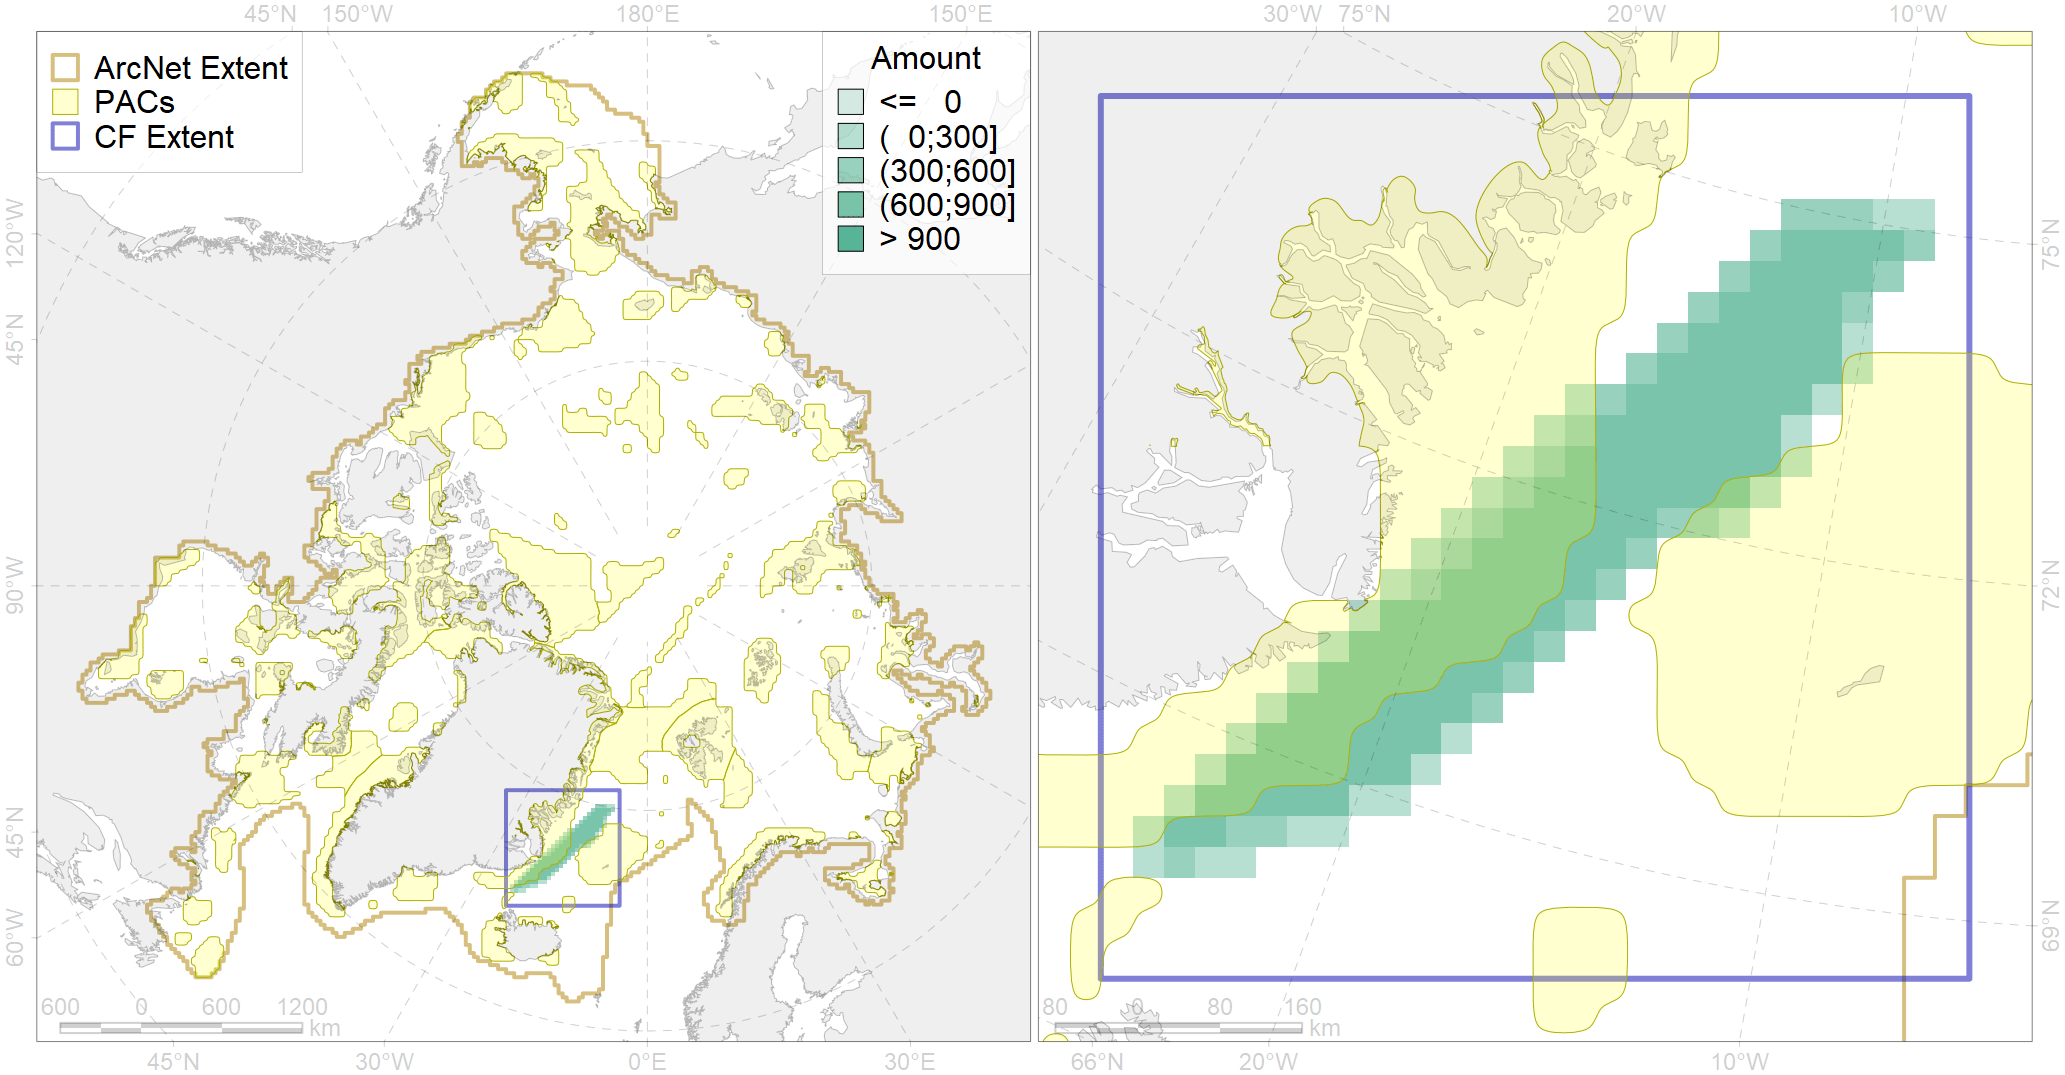 45°N 150°W 180°E 150°E 30°W 75°N 20°W 10°W
ArcNet Extent
PACs
CF Extent
Amount
<= 0
( 0;300]
(300;600]
(600;900]
> 900
120°W
45°N
90°W
45°N
60°W
75°N
72°N
69°N
600 0 600 1200
km
80 0 80 160
km
45°N 30°W 0°E 30°E 66°N 20°W 10°W